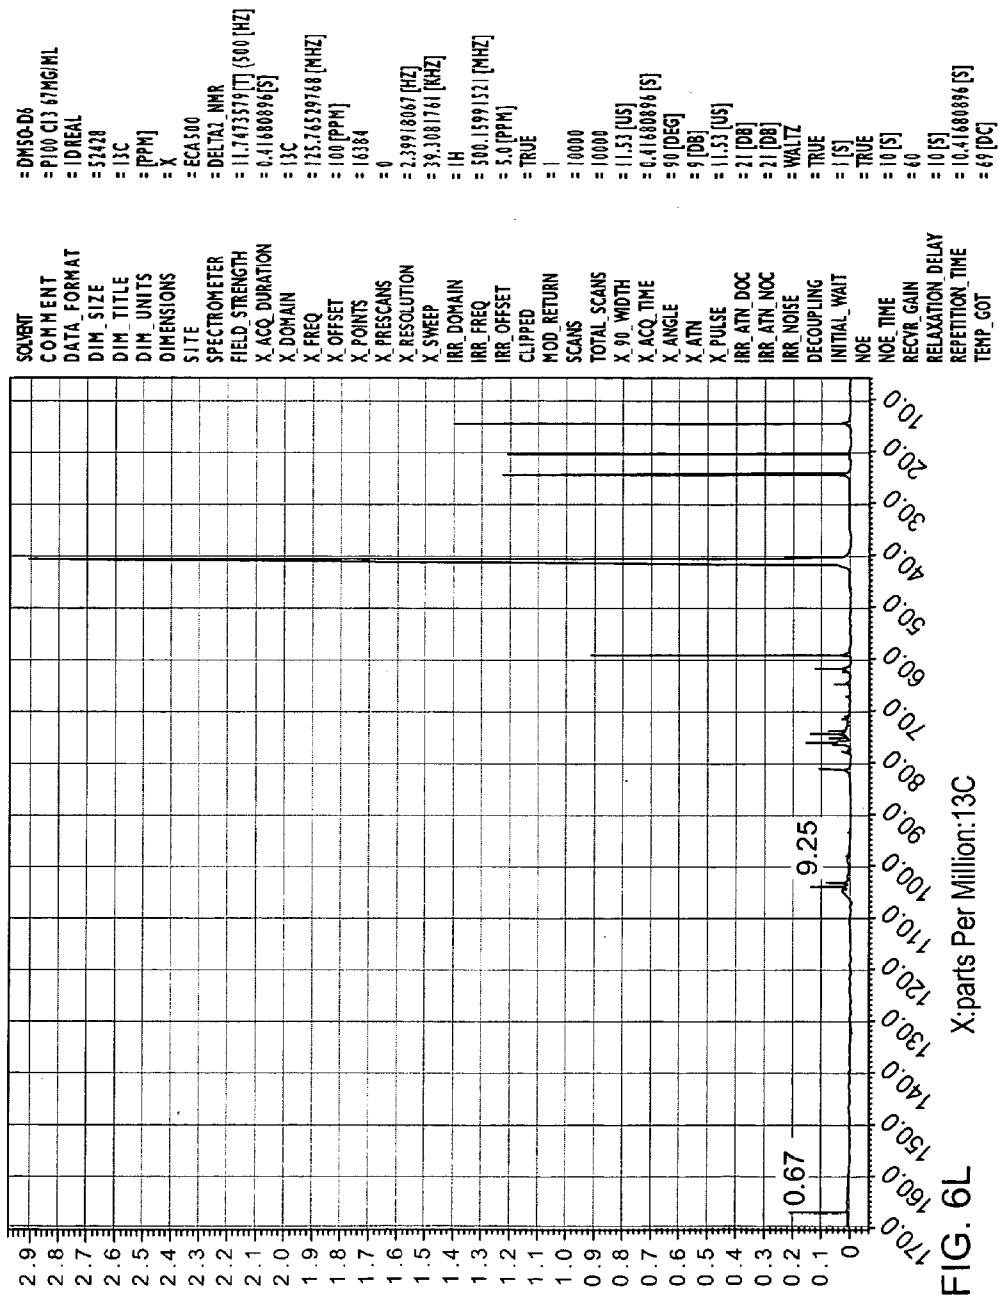 SOLVENT = DMSO-D6
COMMENT = P100 C13 67MG/ML
DATA_FORMAT = 1DREAL
DIM_SIZE = 52428
DIM_TITLE = 13C
DIM_UNITS = [PPM]
DIMENSIONS = X
SITE = ECA500
SPECTROMETER = DELTA2_NMR
FIELD_STRENGTH = 11.7473579[T] (500 [HZ]
X_ACQ_DURATION = 0.41680896[S]
X_DOMAIN = 13C
X_FREQ = 125.76529768 [MHZ]
X_OFFSET = 100 [PPM]
X_POINTS = 16384
X_PRESCANS = 0
X_RESOLUTION = 2.39918067 [HZ]
X_SWEEP = 39.3081761 [KHZ]
IRR_DOMAIN = 1H
IRR_FREQ = 500.15991521 [MHZ]
IRR_OFFSET = 5.0 [PPM]
CLIPPED = TRUE
MOD_RETURN = 1
SCANS = 10000
TOTAL_SCANS = 10000
X_90_WIDTH = 11.53 [US]
X_ACQ_TIME = 0.41680896 [S]
X_ANGLE = 90 [DEG]
X_ATN = 9 [DB]
X_PULSE = 11.53 [US]
IRR_ATN_DOC = 21 [DB]
IRR_ATN_NOC = 21 [DB]
IRR_NOISE = WALTZ
DECOUPLING = TRUE
INITIAL_WAIT = 1 [S]
NOE = TRUE
NOE_TIME = 10 [S]
RECVR_GAIN = 60
RELAXATION_DELAY = 10 [S]
REPETITION_TIME = 10.41680896 [S]
TEMP_GOT = 69 [DC]
2.9
2.8
2.7
2.6
2.5
2.4
2.3
2.2
2.1
2.0
1.9
1.8
1.7
1.6
1.5
1.4
1.3
1.2
1.1
1.0
0.9
0.8
0.7
0.6
0.5
0.4
0.3
0.2
0.1
0
0.67
9.25
170.0 160.0 150.0 140.0 130.0 120.0 110.0 100.0 90.0 80.0 70.0 60.0 50.0 40.0 30.0 20.0 10.0
X:parts Per Million:13C
FIG. 6L